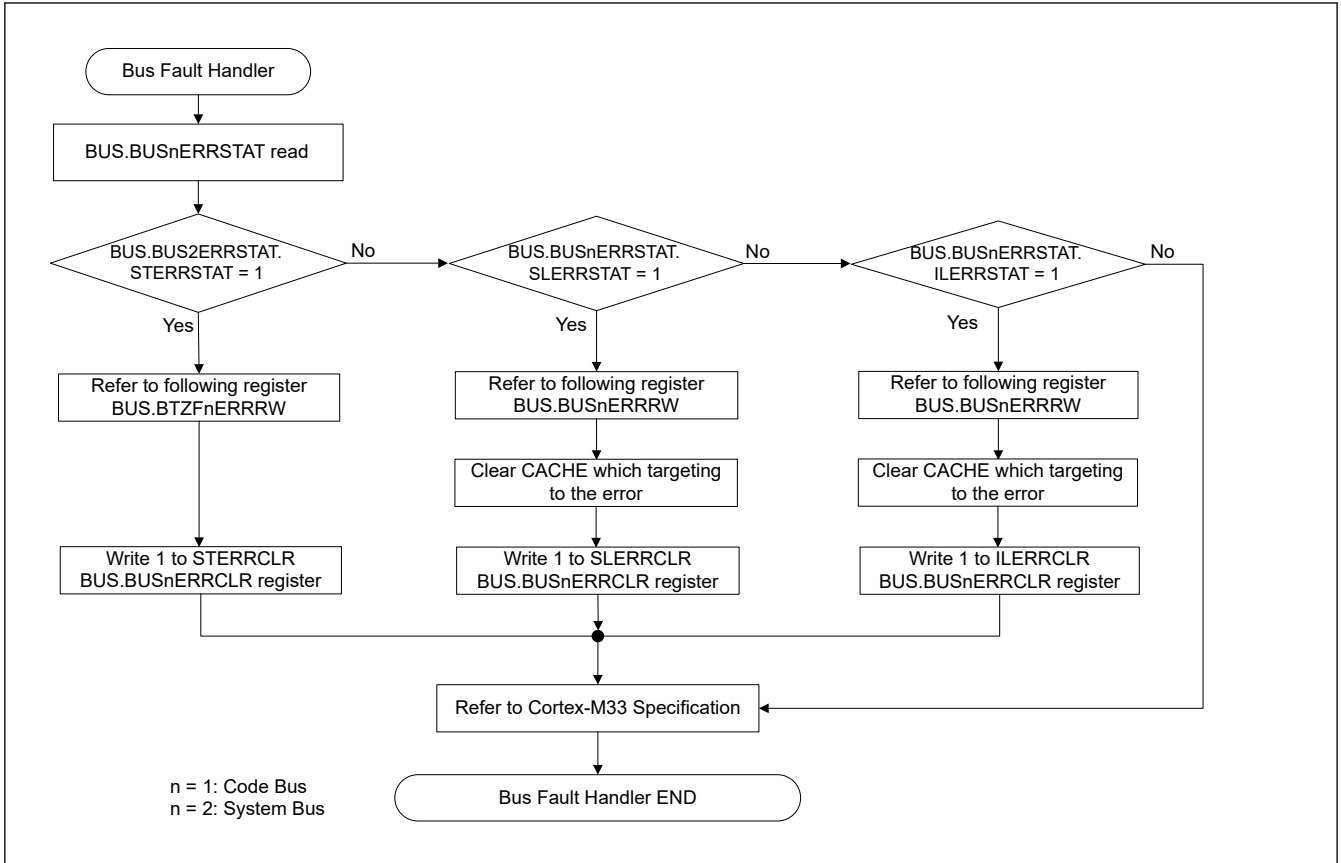 Bus Fault Handler
BUS.BUSnERRSTAT read
BUS.BUS2ERRSTAT.
STERRSTAT = 1
No
BUS.BUSnERRSTAT.
SLERRSTAT = 1
No
BUS.BUSnERRSTAT.
ILERRSTAT = 1
No
Yes
Yes
Yes
Refer to following register
BUS.BTZFnERRRW
Refer to following register
BUS.BUSnERRRW
Refer to following register
BUS.BUSnERRRW
Clear CACHE which targeting
to the error
Clear CACHE which targeting
to the error
Write 1 to STERRCLR
BUS.BUSnERRCLR register
Write 1 to SLERRCLR
BUS.BUSnERRCLR register
Write 1 to ILERRCLR
BUS.BUSnERRCLR register
Refer to Cortex-M33 Specification
Bus Fault Handler END
n = 1: Code Bus
n = 2: System Bus